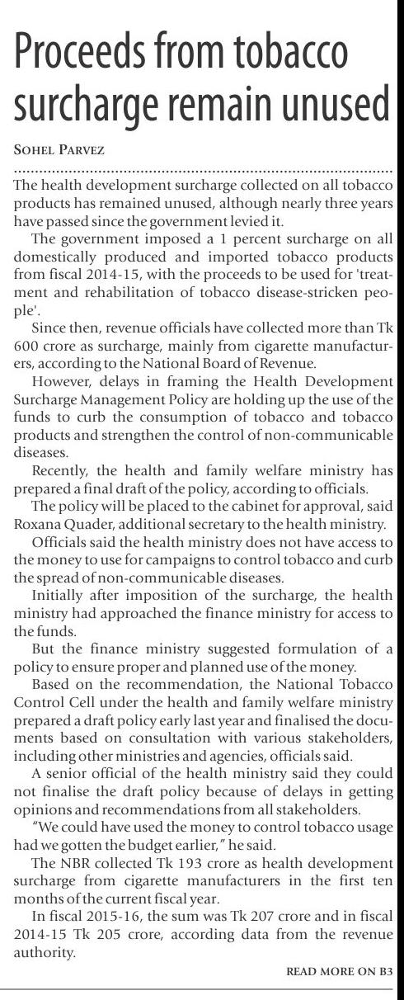 Proceeds from tobacco
surcharge remain unused
SOHEL PARVEZ
The health development surcharge collected on all tobacco
products has remained unused, although nearly three years
have passed since the government levied it.
The government imposed a 1 percent surcharge on all
domestically produced and imported tobacco products
from fiscal 2014-15, with the proceeds to be used for 'treat-
ment and rehabilitation of tobacco disease-stricken peo-
ple'.
Since then, revenue officials have collected more than Tk
600 crore as surcharge, mainly from cigarette manufactur-
ers, according to the National Board of Revenue.
However, delays in framing the Health Development
Surcharge Management Policy are holding up the use of the
funds to curb the consumption of tobacco and tobacco
products and strengthen the control of non-communicable
diseases.
Recently, the health and family welfare ministry has
prepared a final draft of the policy, according to officials.
The policy will be placed to the cabinet for approval, said
Roxana Quader, additional secretary to the health ministry.
Officials said the health ministry does not have access to
the money to use for campaigns to control tobacco and curb
the spread of non-communicable diseases.
Initially after imposition of the surcharge, the health
ministry had approached the finance ministry for access to
the funds.
But the finance ministry suggested formulation of a
policy to ensure proper and planned use of the money.
Based on the recommendation, the National Tobacco
Control Cell under the health and family welfare ministry
prepared a draft policy early last year and finalised the docu-
ments based on consultation with various stakeholders,
including other ministries and agencies, officials said.
A senior official of the health ministry said they could
not finalise the draft policy because of delays in getting
opinions and recommendations from all stakeholders.
“We could have used the money to control tobacco usage
had we gotten the budget earlier,” he said.
The NBR collected Tk 193 crore as health development
surcharge from cigarette manufacturers in the first ten
months of the current fiscal year.
In fiscal 2015-16, the sum was Tk 207 crore and in fiscal
2014-15 Tk 205 crore, according data from the revenue
authority.
READ MORE ON B3